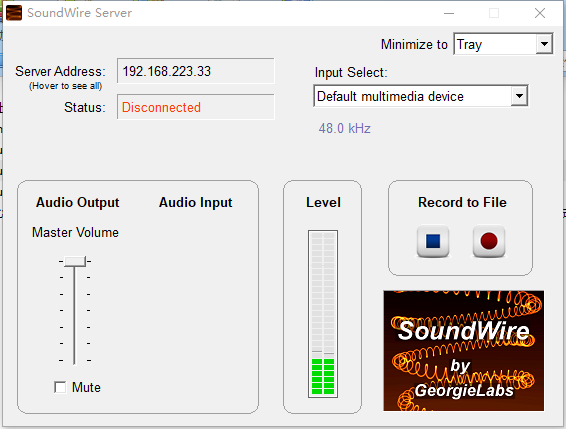 SoundWire Server
Minimize to Tray
Server Address: 192.168.223.33
(Hover to see all)
Status: Disconnected
Input Select:
Default multimedia device
48.0 kHz
Audio Output Audio Input
Master Volume
Mute
Level
Record to File
SoundWire
by
GeorgieLabs